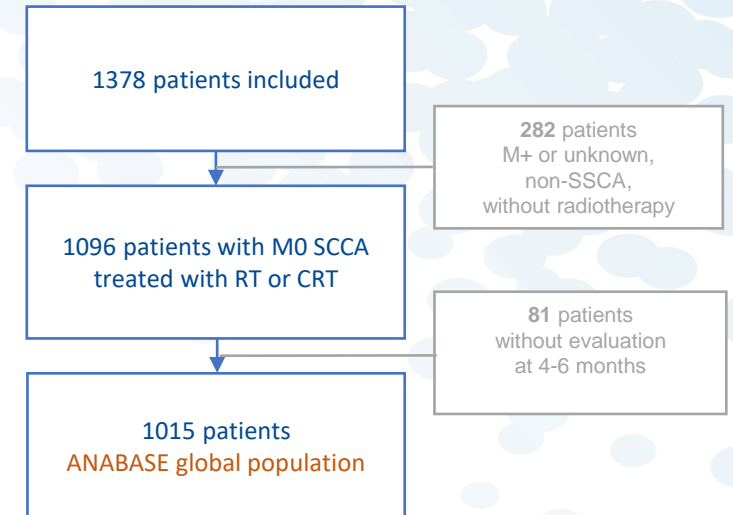 1378 patients included
282 patients
M+ or unknown,
non-SSCA,
without radiotherapy
1096 patients with M0 SCCA
treated with RT or CRT
81 patients
without evaluation
at 4-6 months
1015 patients
ANABASE global population